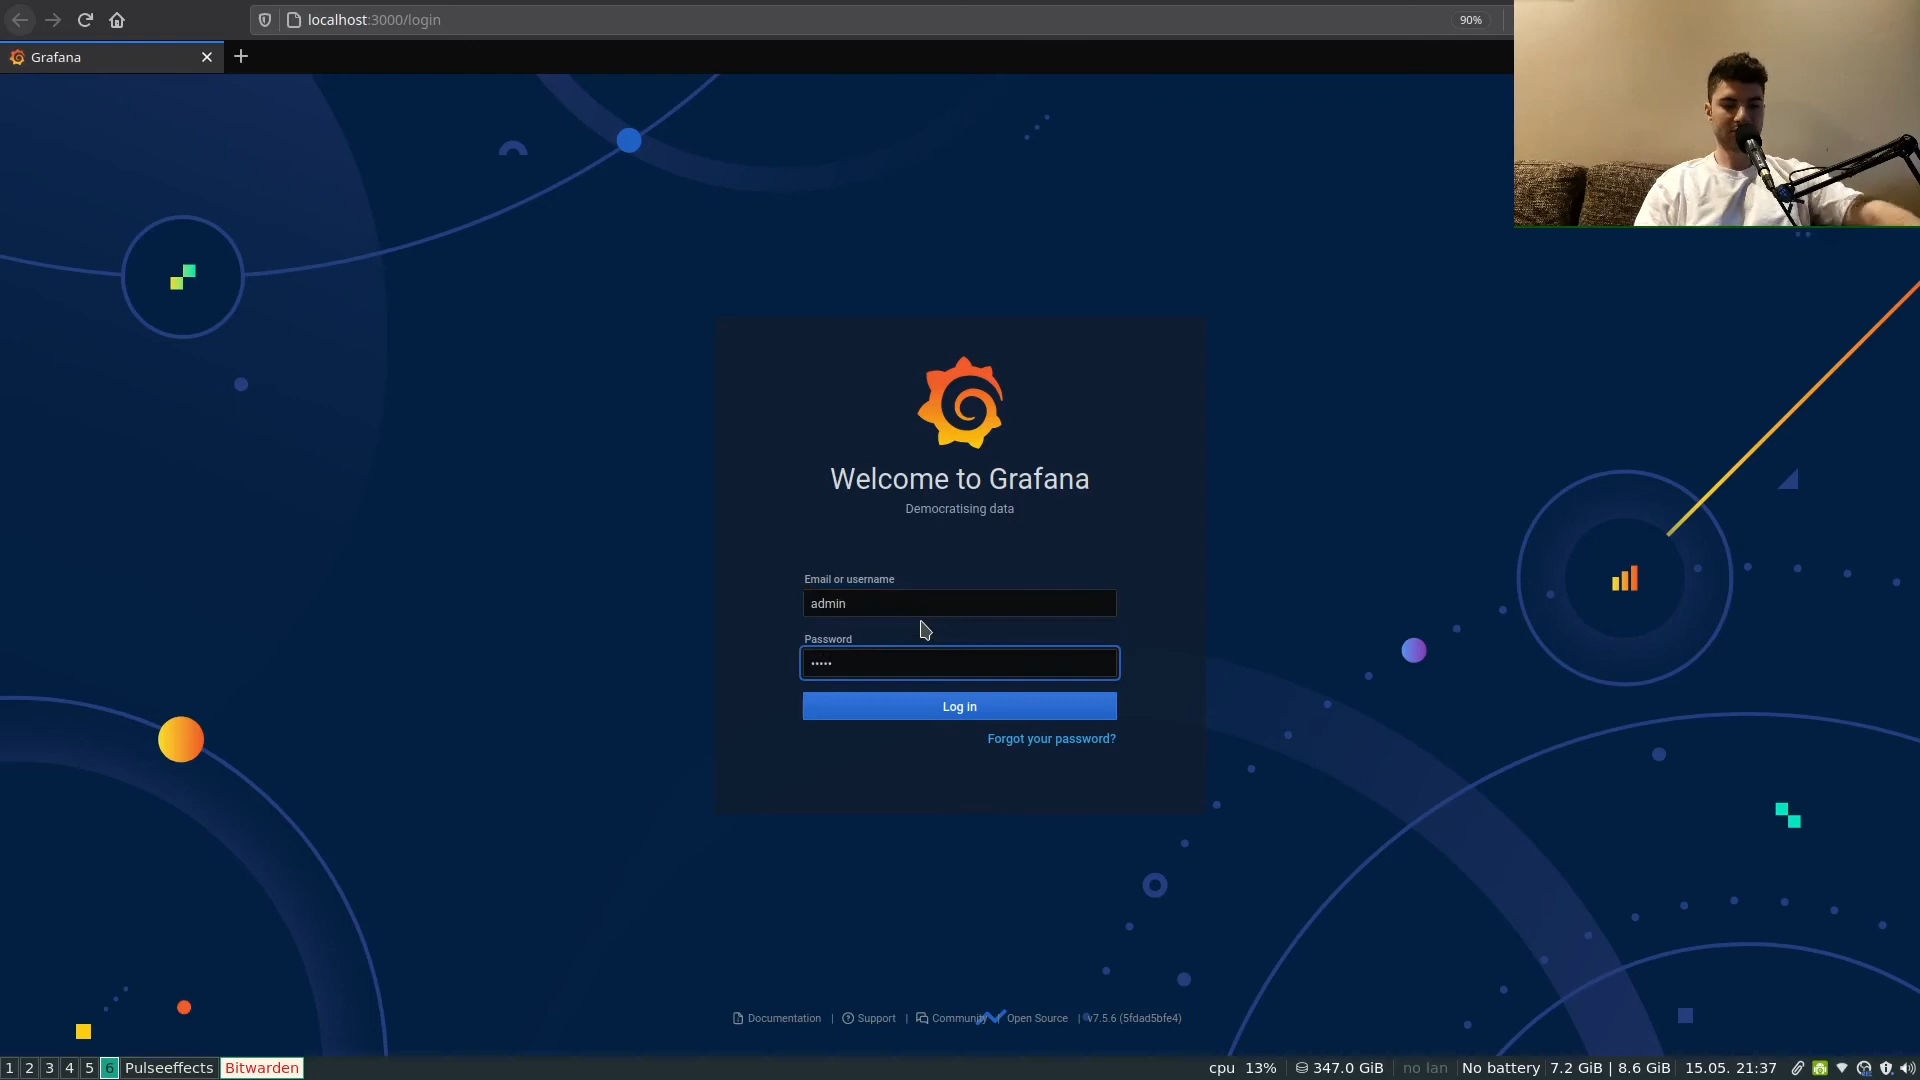 localhost:3000/login
90%
Grafana
Welcome to Grafana
Democratising data
Email or username
admin
Password
•••••
Log in
Forgot your password?
Documentation | Support | Community | Open Source | v7.5.6 (5fdad5bfe4)
1 2 3 4 5 6 Pulseeffects Bitwarden cpu 13% 347.0 GiB no lan No battery 7.2 GiB | 8.6 GiB 15.05. 21:37